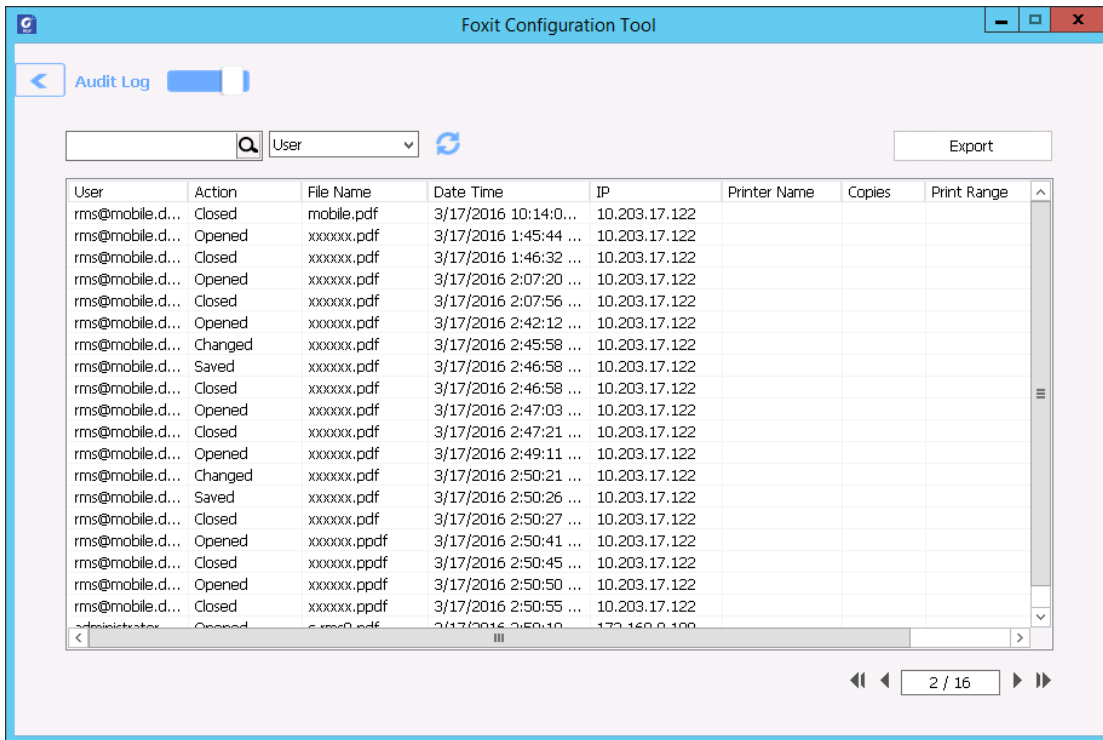 Foxit Configuration Tool
Audit Log
User
Export
User Action File Name Date Time IP Printer Name Copies Print Range
rms@mobile.d... Closed mobile.pdf 3/17/2016 10:14:0... 10.203.17.122
rms@mobile.d... Opened xxxxxx.pdf 3/17/2016 1:45:44 ... 10.203.17.122
rms@mobile.d... Closed xxxxxx.pdf 3/17/2016 1:46:32 ... 10.203.17.122
rms@mobile.d... Opened xxxxxx.pdf 3/17/2016 2:07:20 ... 10.203.17.122
rms@mobile.d... Closed xxxxxx.pdf 3/17/2016 2:07:56 ... 10.203.17.122
rms@mobile.d... Opened xxxxxx.pdf 3/17/2016 2:42:12 ... 10.203.17.122
rms@mobile.d... Changed xxxxxx.pdf 3/17/2016 2:45:58 ... 10.203.17.122
rms@mobile.d... Saved xxxxxx.pdf 3/17/2016 2:46:58 ... 10.203.17.122
rms@mobile.d... Closed xxxxxx.pdf 3/17/2016 2:46:58 ... 10.203.17.122
rms@mobile.d... Opened xxxxxx.pdf 3/17/2016 2:47:03 ... 10.203.17.122
rms@mobile.d... Closed xxxxxx.pdf 3/17/2016 2:47:21 ... 10.203.17.122
rms@mobile.d... Opened xxxxxx.pdf 3/17/2016 2:49:11 ... 10.203.17.122
rms@mobile.d... Changed xxxxxx.pdf 3/17/2016 2:50:21 ... 10.203.17.122
rms@mobile.d... Saved xxxxxx.pdf 3/17/2016 2:50:26 ... 10.203.17.122
rms@mobile.d... Closed xxxxxx.pdf 3/17/2016 2:50:27 ... 10.203.17.122
rms@mobile.d... Opened xxxxxx.ppdf 3/17/2016 2:50:41 ... 10.203.17.122
rms@mobile.d... Closed xxxxxx.ppdf 3/17/2016 2:50:45 ... 10.203.17.122
rms@mobile.d... Opened xxxxxx.ppdf 3/17/2016 2:50:50 ... 10.203.17.122
rms@mobile.d... Closed xxxxxx.ppdf 3/17/2016 2:50:55 ... 10.203.17.122
administrator Opened
2 / 16